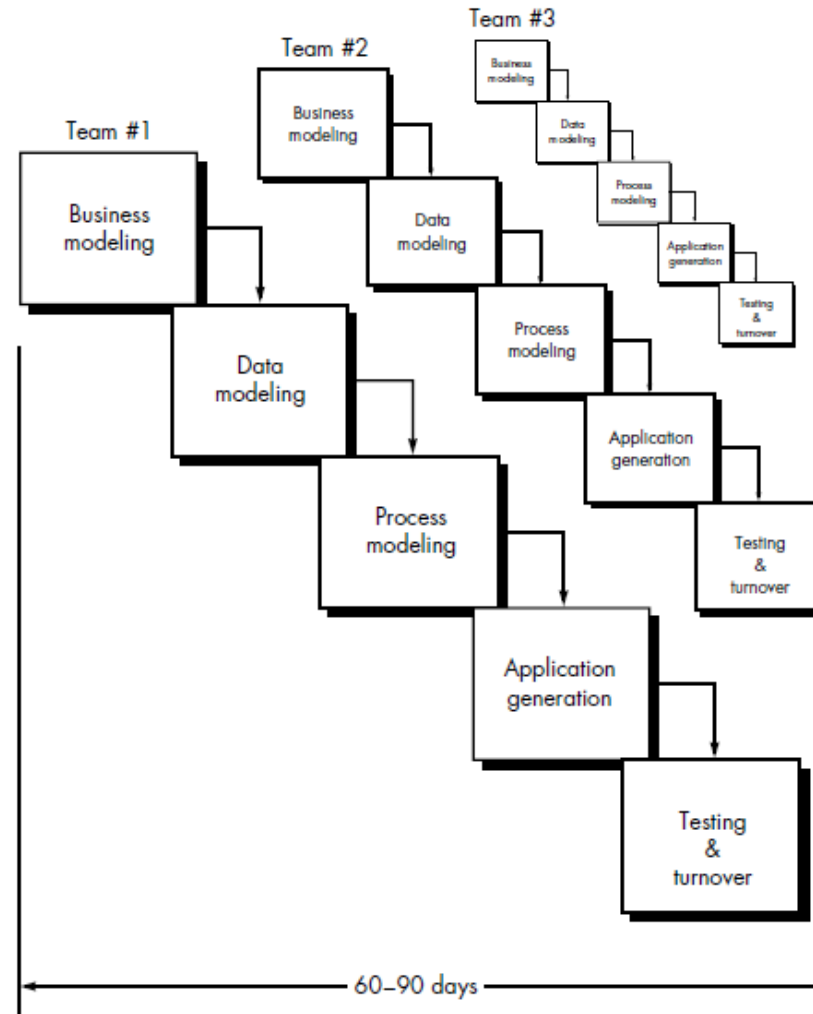 Team #1
Business
modeling
Data
modeling
Process
modeling
Application
generation
Testing
&
turnover
Team #2
Business
modeling
Data
modeling
Process
modeling
Application
generation
Testing
&
turnover
Team #3
Business
modeling
Data
modeling
Process
modeling
Application
generation
Testing
&
turnover
60–90 days